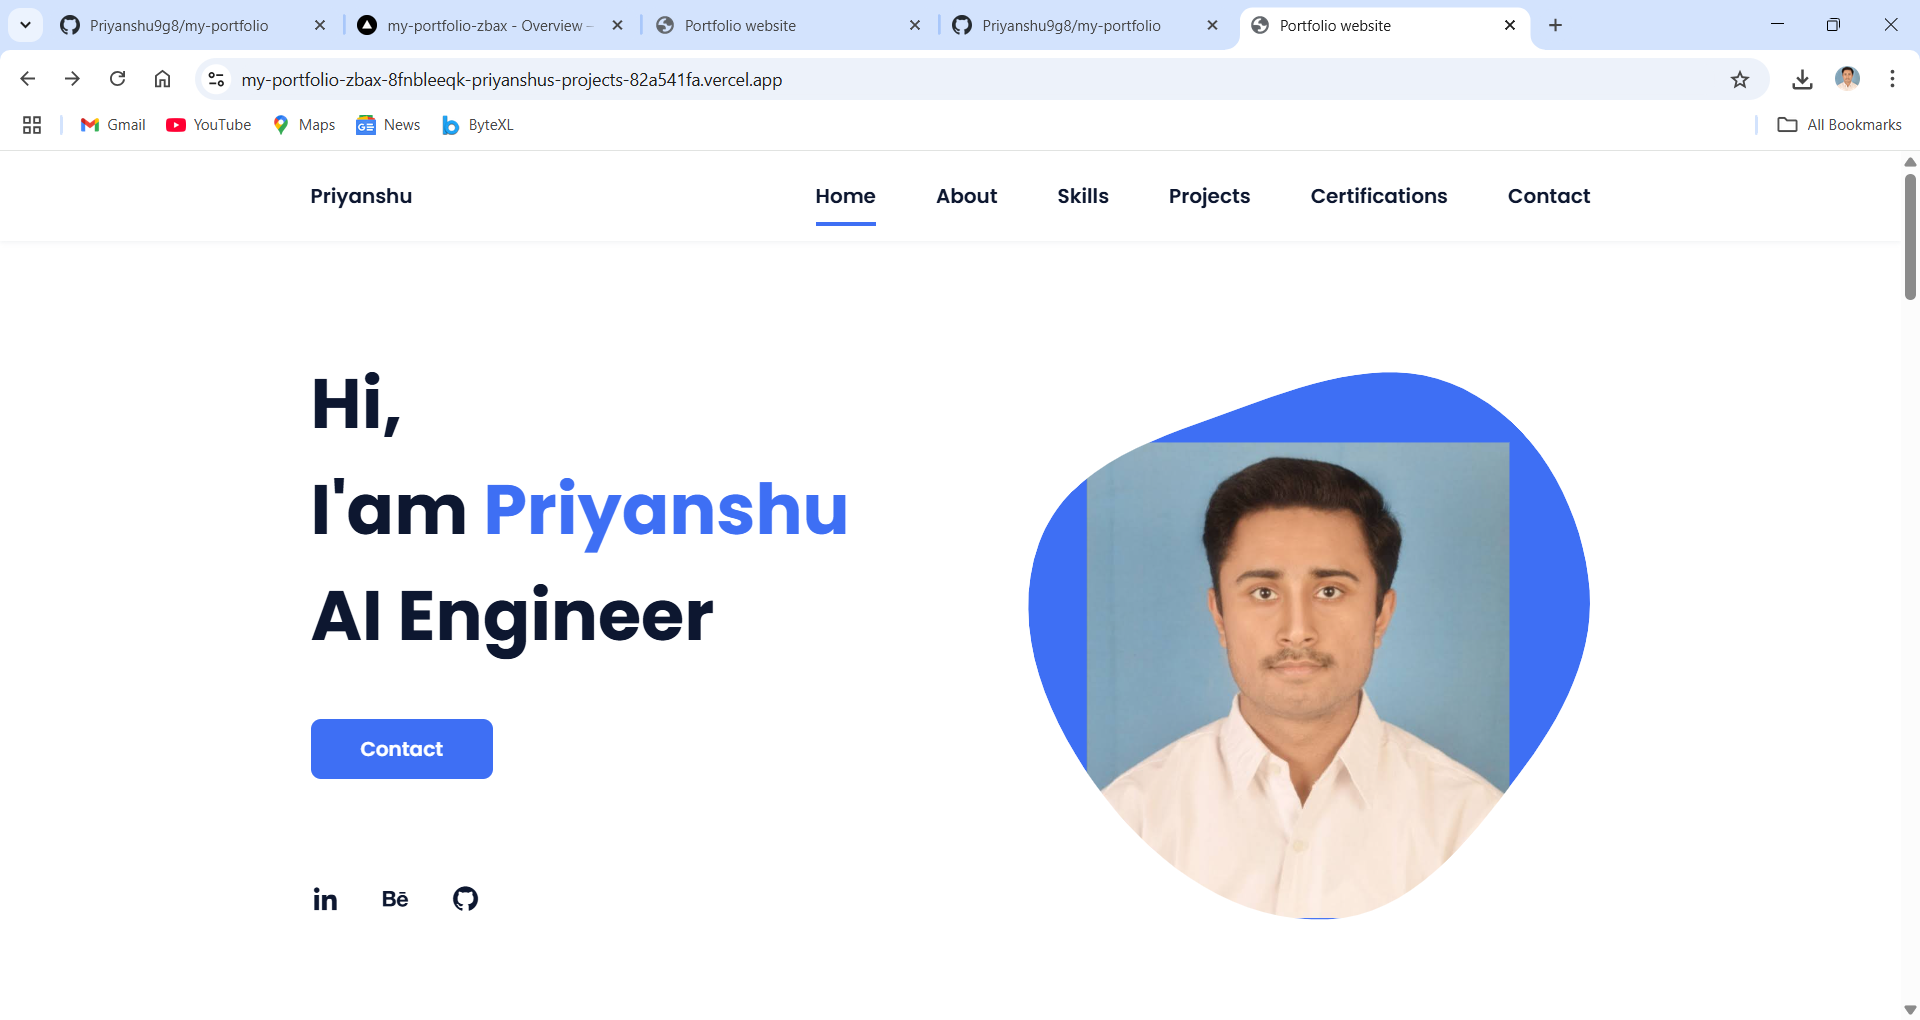 Priyanshu9g8/my-portfolio
my-portfolio-zbax - Overview –
Portfolio website
Priyanshu9g8/my-portfolio
Portfolio website
my-portfolio-zbax-8fnbleeqk-priyanshus-projects-82a541fa.vercel.app
Gmail
YouTube
Maps
News
ByteXL
All Bookmarks
Priyanshu
Home
About
Skills
Projects
Certifications
Contact
Hi,
I'am Priyanshu
AI Engineer
Contact
in
Bē